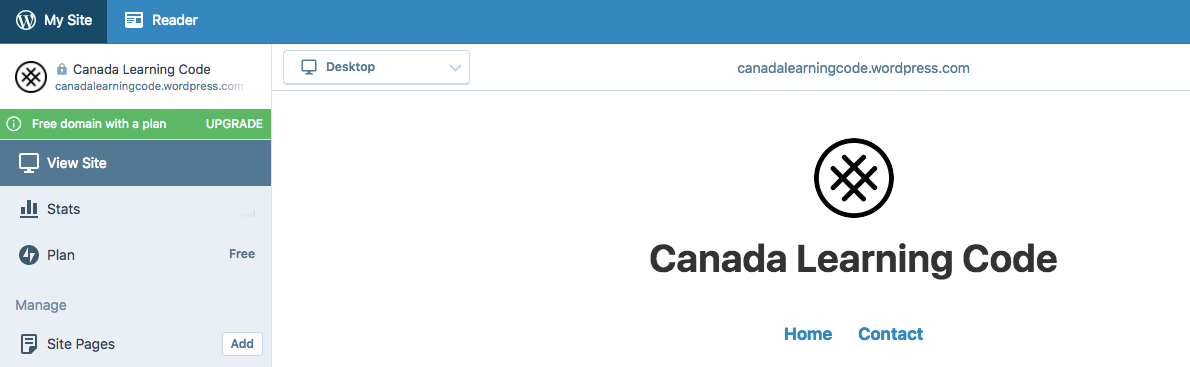 My Site Reader
Canada Learning Code
canadalearningcode.wordpress.com
Free domain with a plan UPGRADE
View Site
Stats
Plan Free
Manage
Site Pages Add
Desktop canadalearningcode.wordpress.com
Canada Learning Code
Home Contact